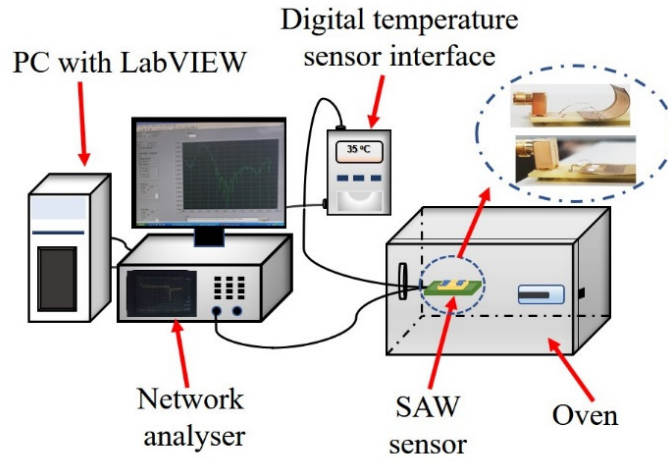 Digital temperature
sensor interface
PC with LabVIEW
35 ºC
Network
analyser
SAW
sensor
Oven